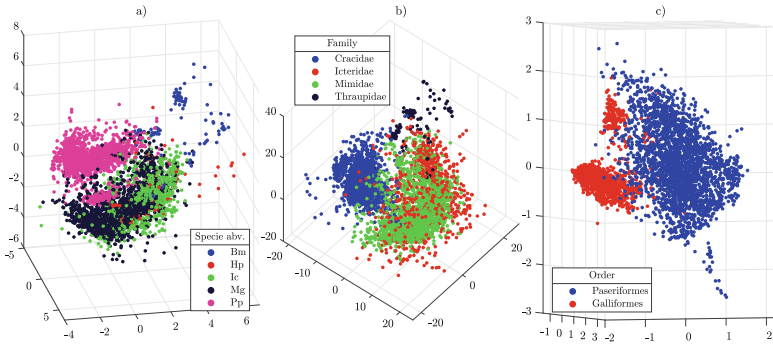 a)
8
6
4
2
0
-2
-4
-6
-5
0
5
-4
-2
0
2
4
6
Specie abv.
Bm
Hp
Ic
Mg
Pp
b)
Family
Cracidae
Icteridae
Mimidae
Thraupidae
40
20
0
-20
-20
-10
0
10
20
-20
0
20
c)
3
2
1
0
-1
-2
-3
-1 0 1 2 3
-2
-1
0
1
2
Order
Paseriformes
Galliformes